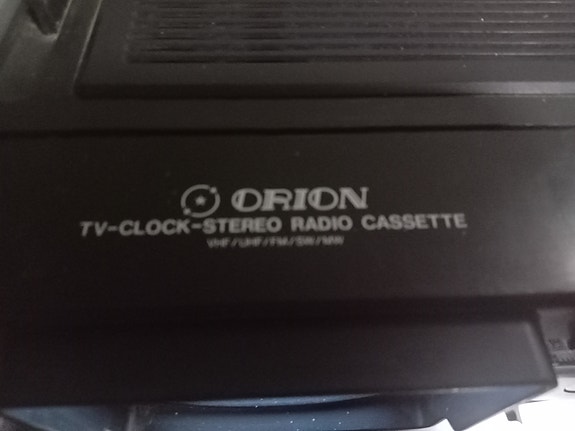 ORION
TV-CLOCK-STEREO RADIO CASSETTE
VHF/UHF/FM/SW/MW